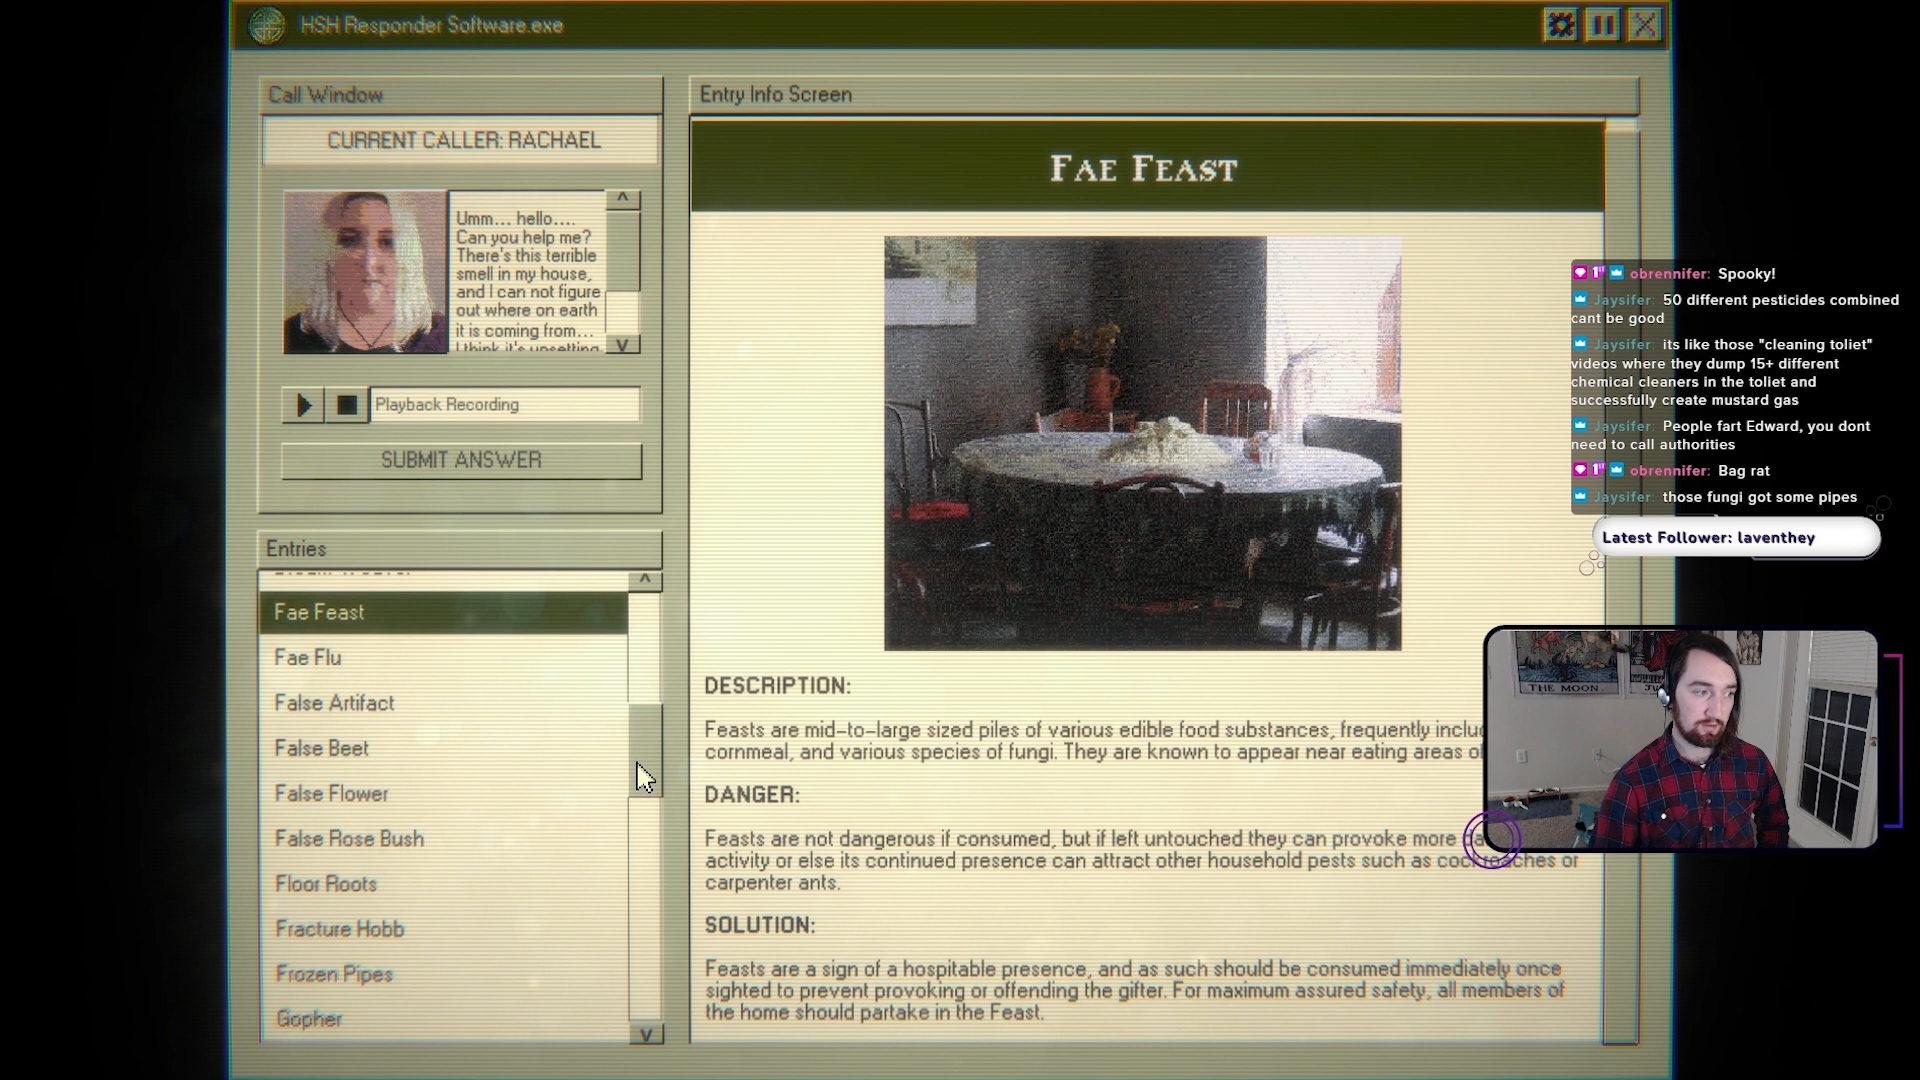 HSH Responder Software.exe
Call Window
CURRENT CALLER: RACHAEL
Umm... hello....
Can you help me?
There's this terrible
smell in my house,
and I can not figure
out where on earth
it is coming from...
I think it's upsetting
Playback Recording
SUBMIT ANSWER
Entries
Fae Feast
Fae Flu
False Artifact
False Beet
False Flower
False Rose Bush
Floor Roots
Fracture Hobb
Frozen Pipes
Gopher
Entry Info Screen
FAE FEAST
DESCRIPTION:
Feasts are mid-to-large sized piles of various edible food substances, frequently
cornmeal, and various species of fungi. They are known to appear near eating areas
DANGER:
Feasts are not dangerous if consumed, but if left untouched they can provoke more
activity or else its continued presence can attract other household pests such as cockroaches or
carpenter ants.
SOLUTION:
Feasts are a sign of a hospitable presence, and as such should be consumed immediately once
sighted to prevent provoking or offending the gifter. For maximum assured safety, all members of
the home should partake in the Feast.
obrennifer: Spooky!
Jaysifer: 50 different pesticides combined
cant be good
Jaysifer: its like those "cleaning toliet"
videos where they dump 15+ different
chemical cleaners in the toliet and
successfully create mustard gas
Jaysifer: People fart Edward, you dont
need to call authorities
obrennifer: Bag rat
Jaysifer: those fungi got some pipes
Latest Follower: laventhey
THE MOON.